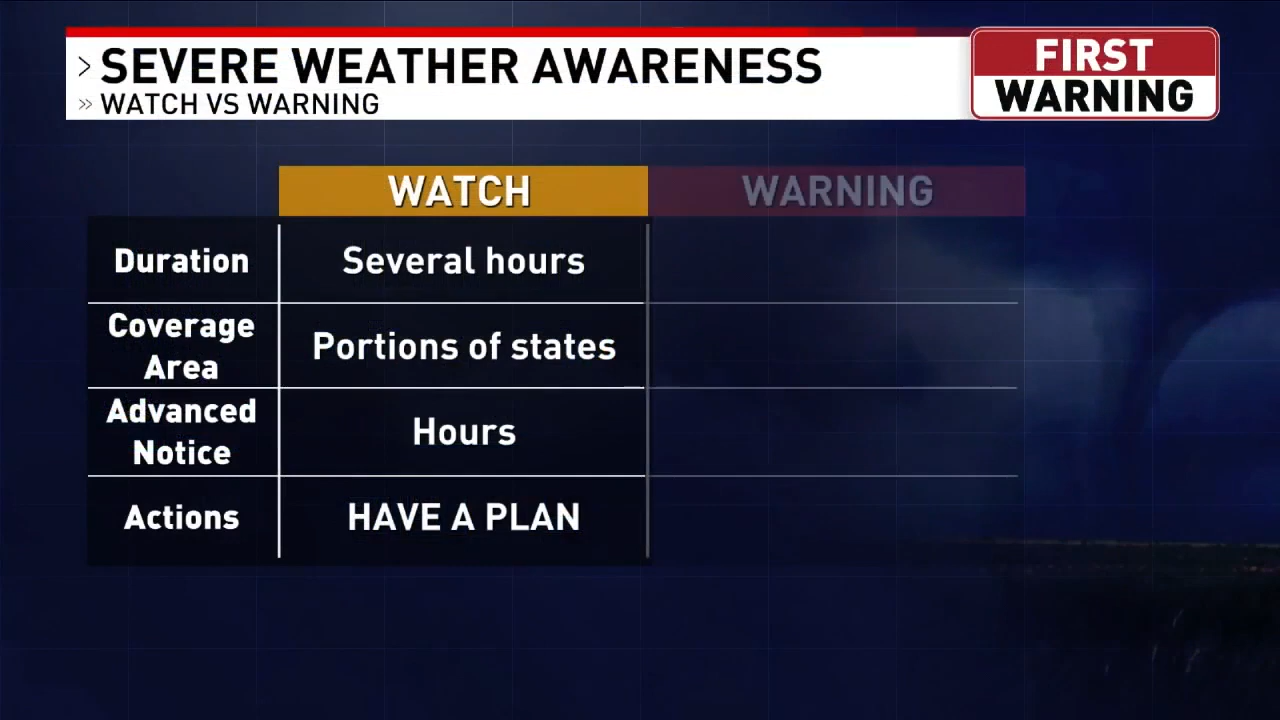 > SEVERE WEATHER AWARENESS
» WATCH VS WARNING
FIRST
WARNING
WATCH
WARNING
Duration
Several hours
Coverage
Area
Portions of states
Advanced
Notice
Hours
Actions
HAVE A PLAN